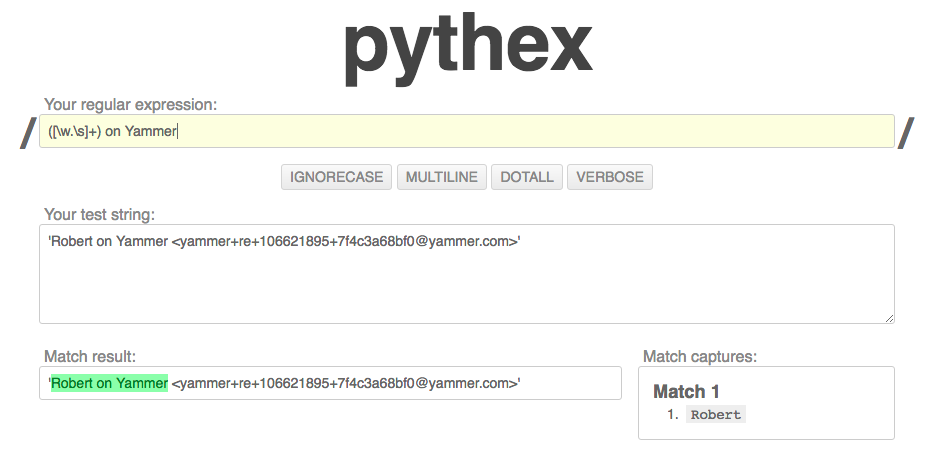 pythex
Your regular expression:
/ ([\w.\s]+) on Yammer /
IGNORECASE MULTILINE DOTALL VERBOSE
Your test string:
'Robert on Yammer <yammer+re+106621895+7f4c3a68bf0@yammer.com>'
Match result:
'Robert on Yammer <yammer+re+106621895+7f4c3a68bf0@yammer.com>'
Match captures:
Match 1
1. Robert